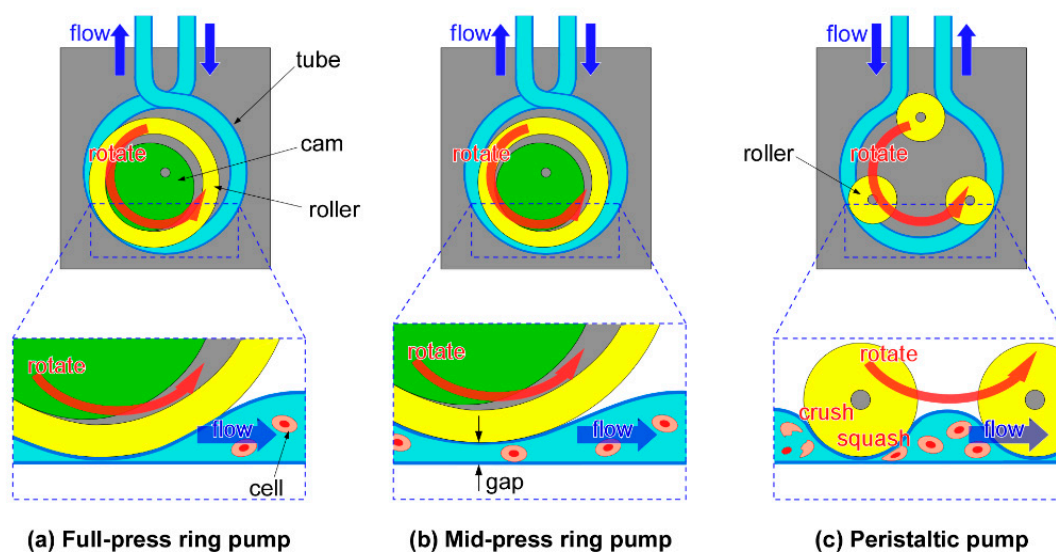 flow
tube
rotate
cam
roller
rotate
flow
cell
(a) Full-press ring pump
flow
rotate
rotate
flow
gap
(b) Mid-press ring pump
flow
roller
rotate
rotate
crush
squash
flow
(c) Peristaltic pump